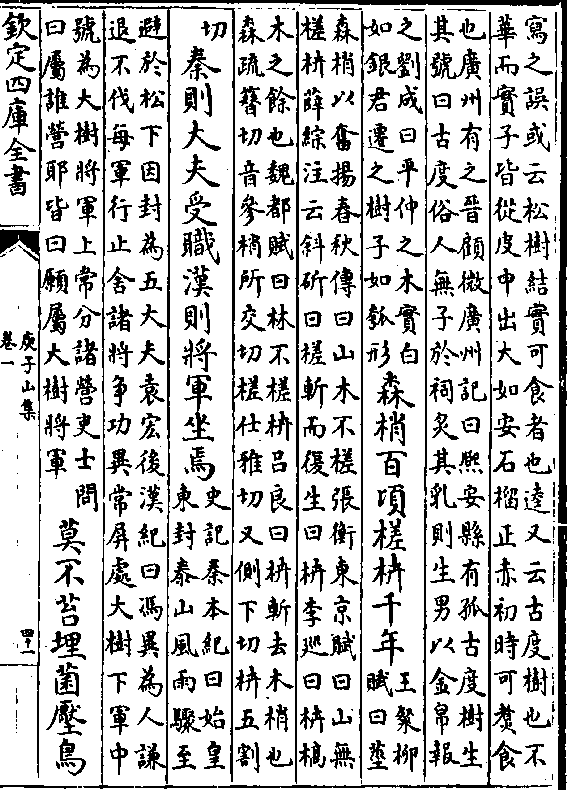 寫之誤或云松樹結實可食者也逵又云古度樹也不
華而實子皆從皮中出大如安石榴正赤初時可煑食
也廣州有之晉顧微廣州記曰熈安縣有孤古度樹生
其號曰古度俗人無子於祠炙其乳則生男以金帛報
之劉成曰平仲之木實白
如銀君遷之樹子如瓠形
森梢百頃槎枿千年
王粲柳
賦曰
森梢以奮揚春秋傳曰山木不槎張衡東京賦曰山無
槎枿薛綜注云斜斫曰槎斬而復生曰枿李廵曰枿槁
木之餘也魏都賦曰林不槎枿吕良曰枿斬去木梢也
森疏簪切音參梢所交切槎仕雅切又側下切枿五割
切
秦則大夫受職漢則將軍坐焉
史記秦本紀曰始皇
東封泰山風雨驟至
避於松下因封為五大夫袁宏後漢紀曰馮異為人謙
退不伐每軍行止舍諸將爭功異常屏處大樹下軍中
號為大樹將軍上常分諸營吏士問
曰屬誰營耶皆曰願屬大樹將軍
莫不苔埋菌壓鳥
欽定四庫全書
庾子山集
卷一
四十一